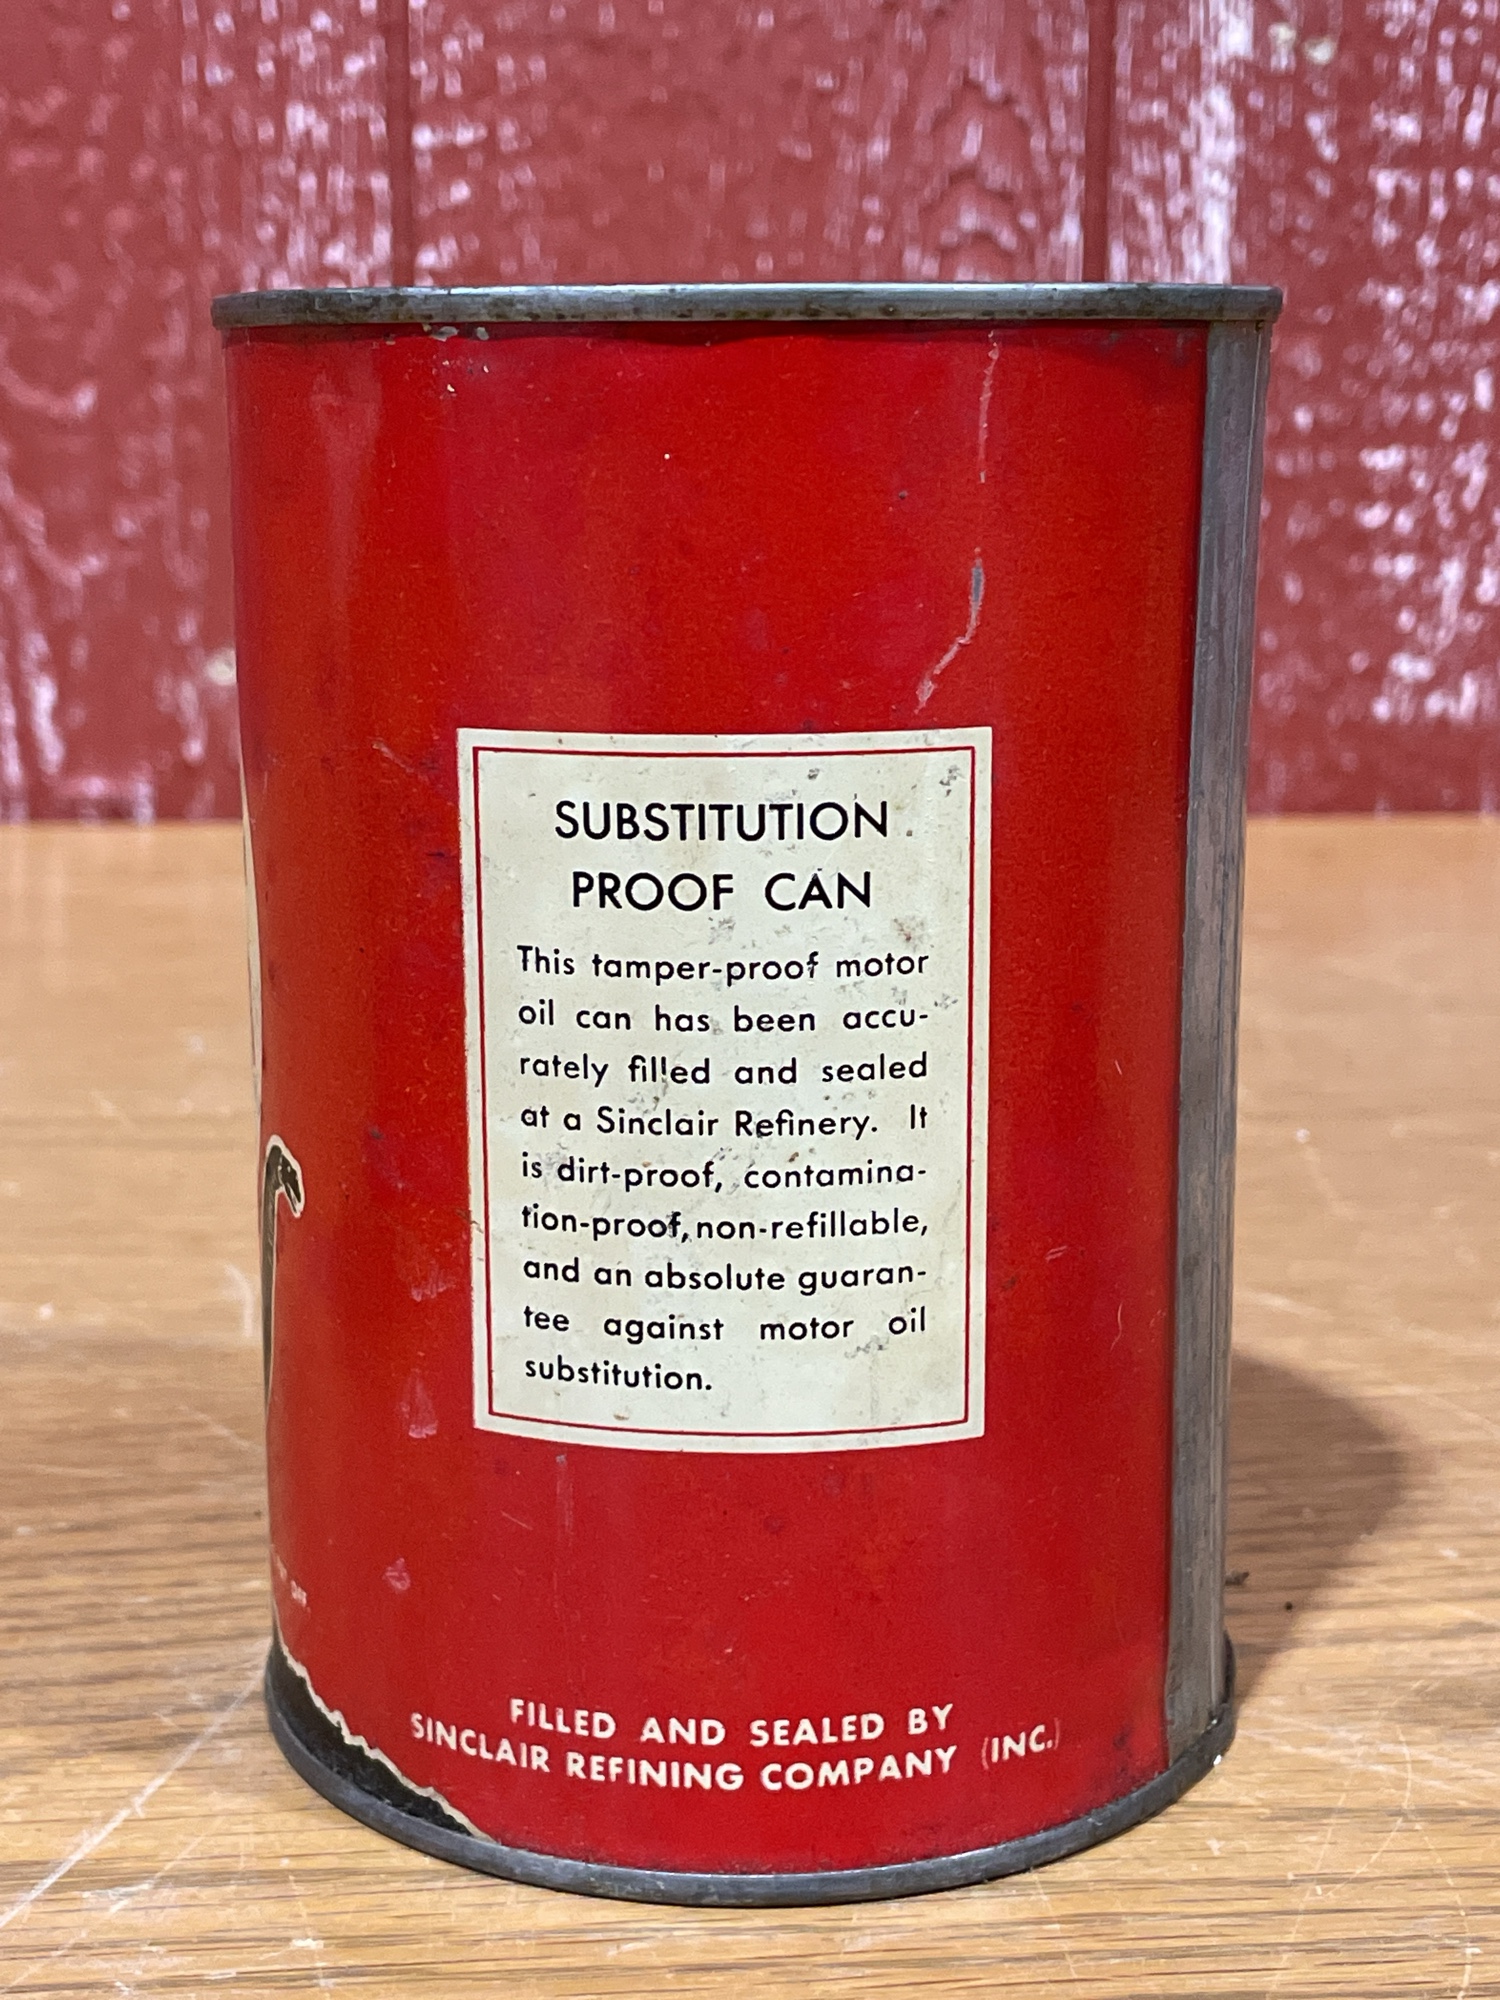 SUBSTITUTION
PROOF CAN
This tamper-proof motor
oil can has been accu-
rately filled and sealed
at a Sinclair Refinery. It
is dirt-proof, contamina-
tion-proof, non-refillable,
and an absolute guaran-
tee against motor oil
substitution.
FILLED AND SEALED BY
SINCLAIR REFINING COMPANY (INC.)